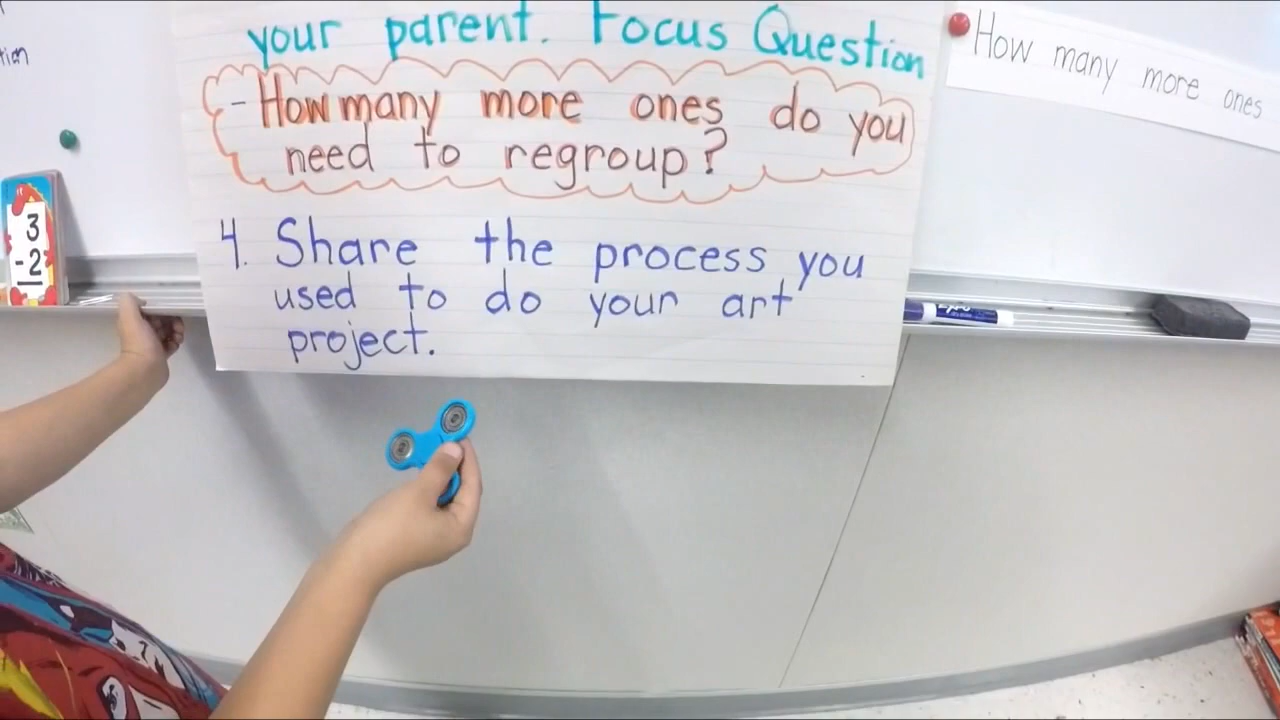 tion
your parent. Focus Question
- How many more ones do you
need to regroup?
4. Share the process you
used to do your art
project.
How many more ones
3
- 2
EXPO